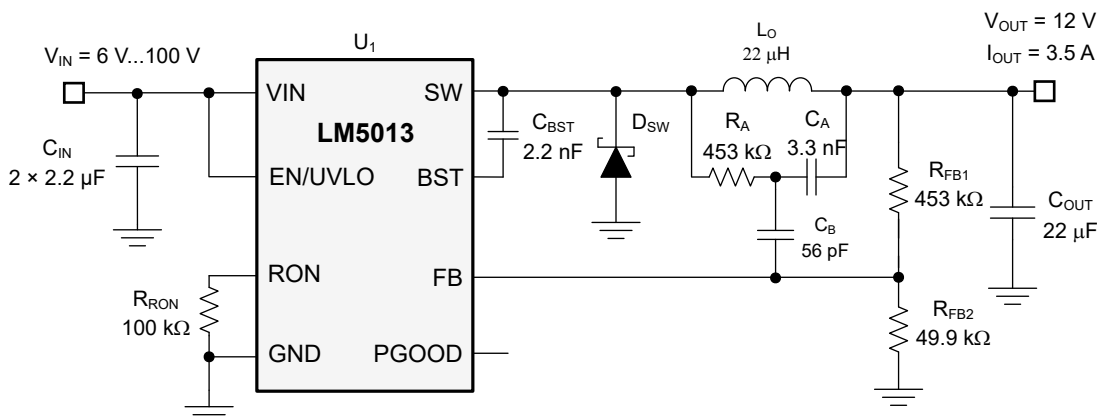 V_IN = 6 V...100 V
C_IN
2 × 2.2 µF
U_1
LM5013
VIN
EN/UVLO
RON
GND
SW
BST
FB
PGOOD
R_RON
100 kΩ
C_BST
2.2 nF
D_SW
L_O
22 µH
R_A
453 kΩ
C_A
3.3 nF
C_B
56 pF
R_FB1
453 kΩ
R_FB2
49.9 kΩ
V_OUT = 12 V
I_OUT = 3.5 A
C_OUT
22 µF